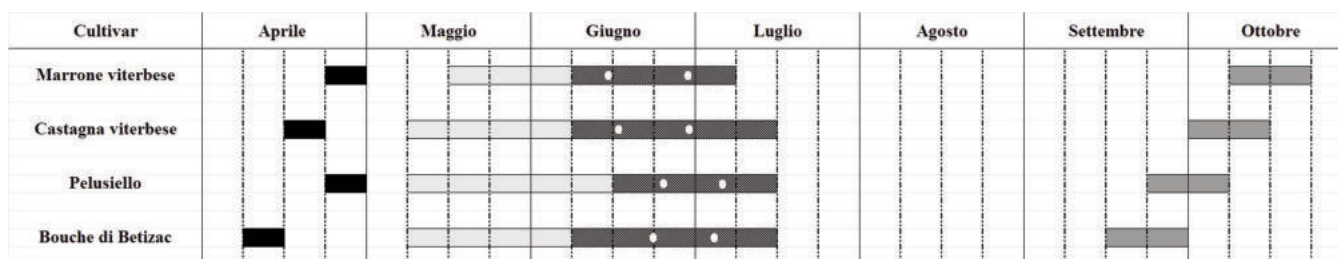 Cultivar Aprile Maggio Giugno Luglio Agosto Settembre Ottobre
Marrone viterbese
Castagna viterbese
Pelusiello
Bouche di Betizac